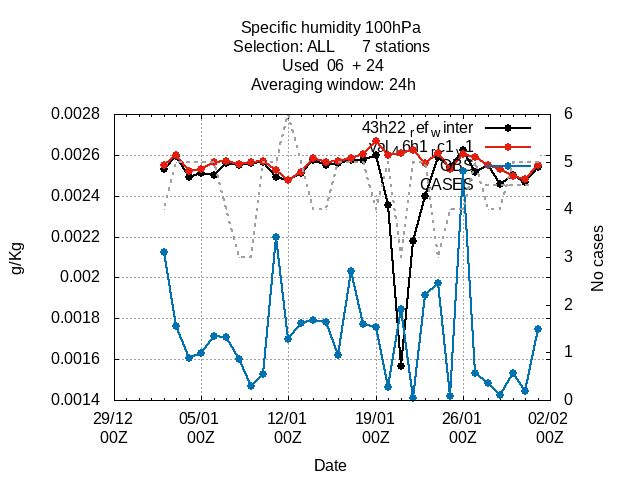 Specific humidity 100hPa
Selection: ALL 7 stations
Used 06 + 24
Averaging window: 24h
0.0028
0.0026
0.0024
0.0022
0.002
0.0018
0.0016
0.0014
6
5
4
3
2
1
0
43h22 ref winter
OBS
CASES
g/Kg
No cases
29/12 00Z
05/01 00Z
12/01 00Z
19/01 00Z
26/01 00Z
02/02 00Z
Date